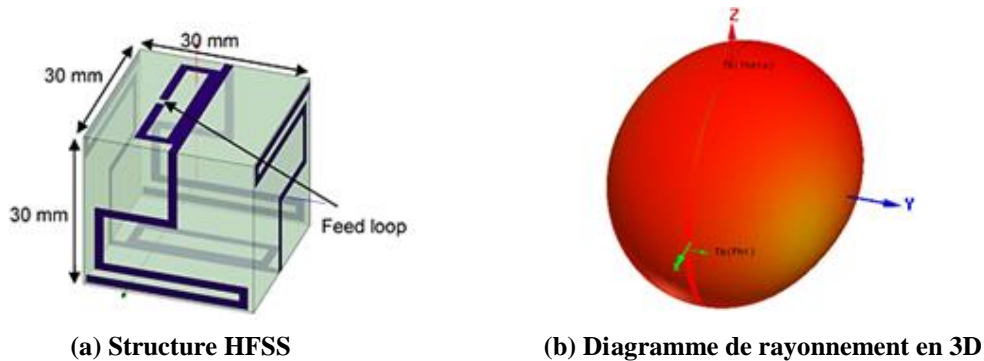 30 mm
30 mm
30 mm
Feed loop
Z
Y
(a) Structure HFSS
(b) Diagramme de rayonnement en 3D